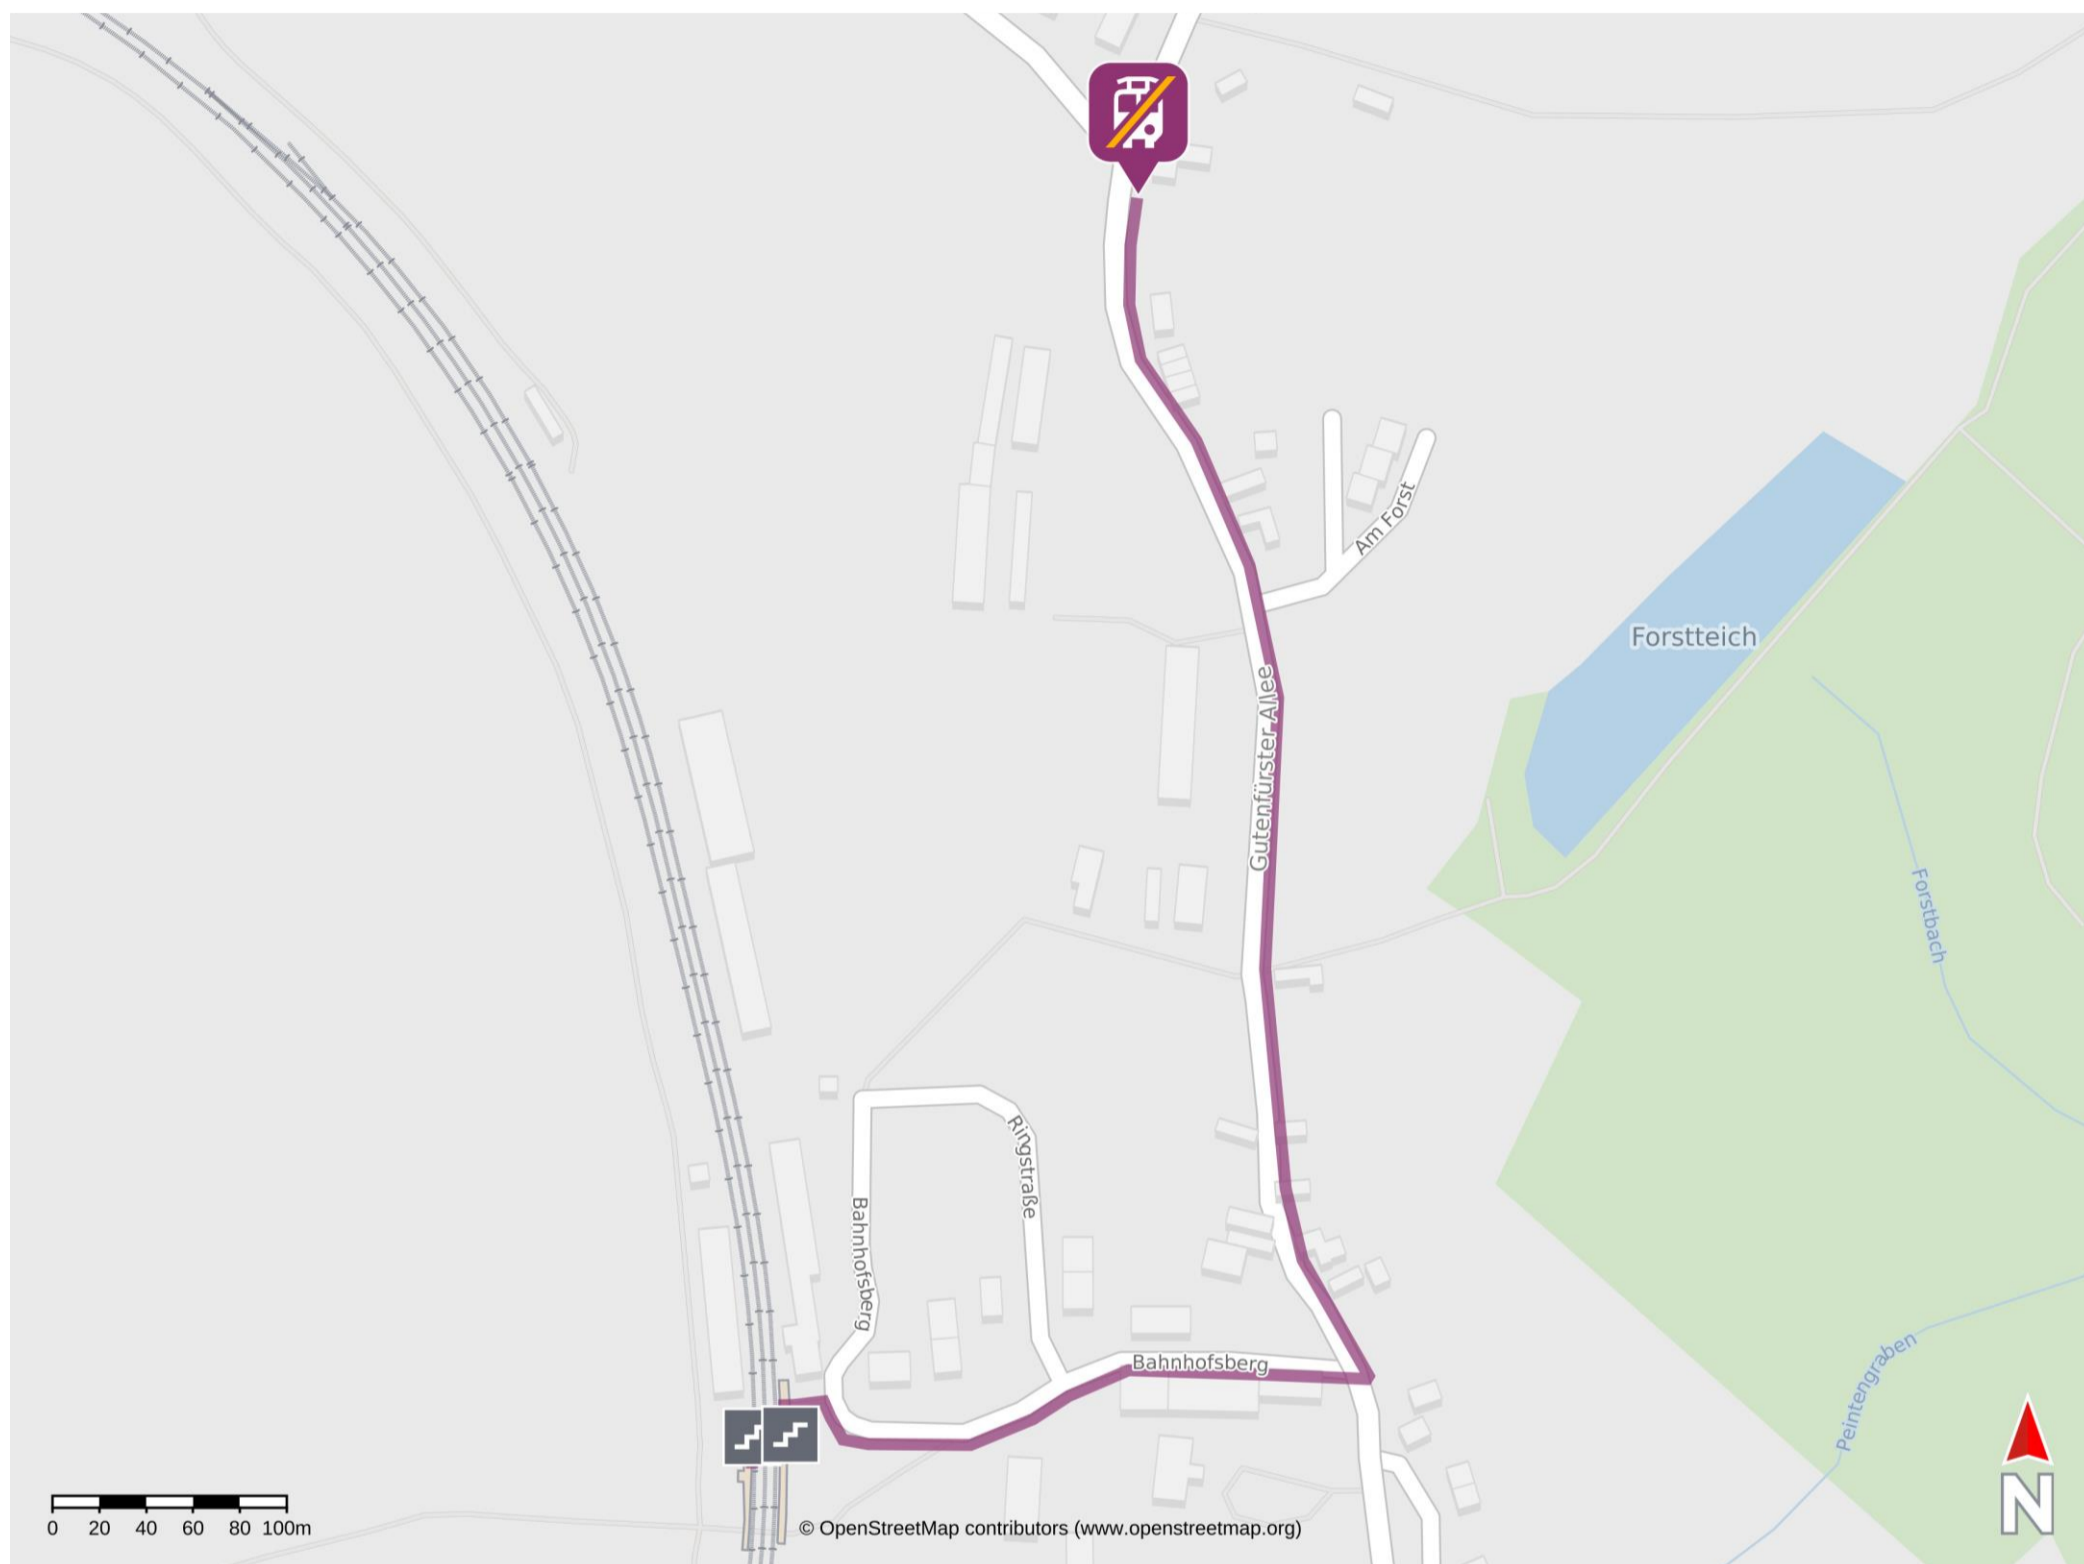 Am Forst
Forstteich
Gutenfürster Allee
Forstbach
Ringstraße
Bahnhofsberg
Bahnhofsberg
Peintengraben
N
0 20 40 60 80 100m
© OpenStreetMap contributors (www.openstreetmap.org)